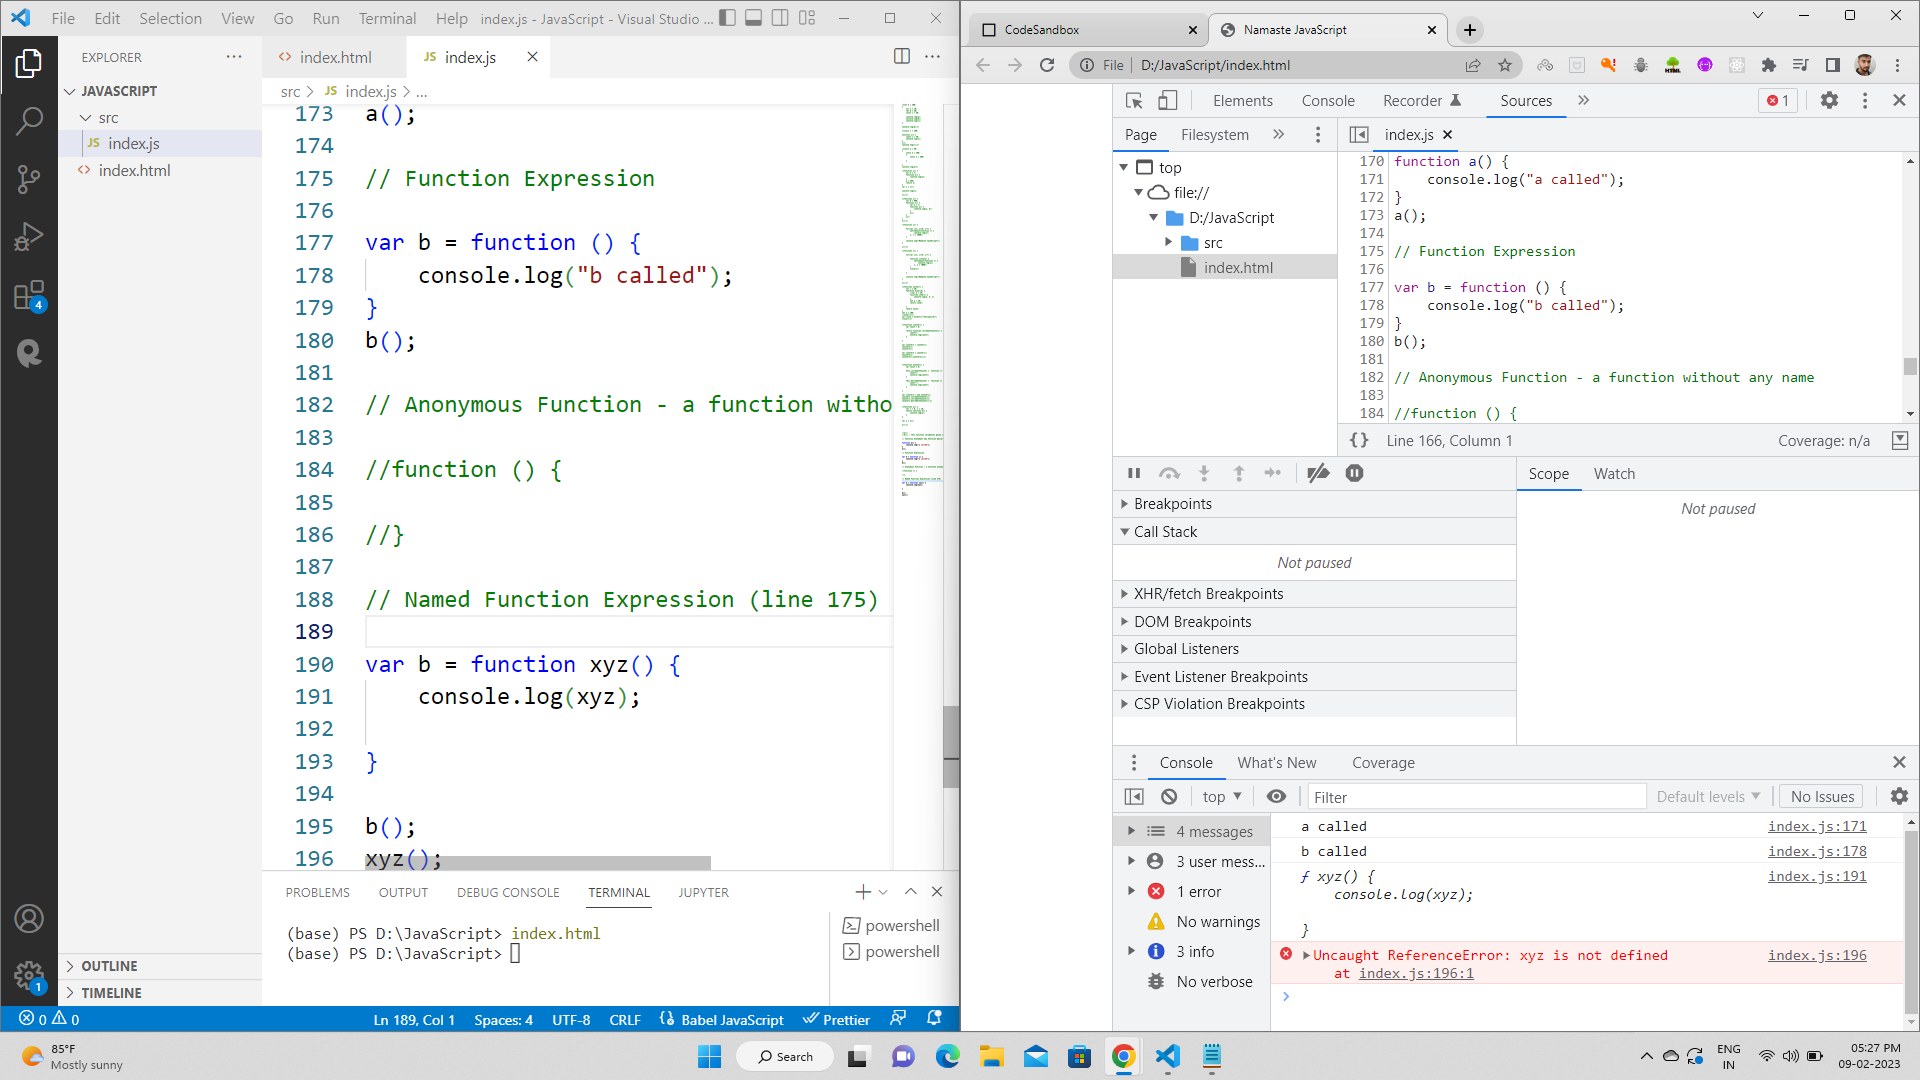 File Edit Selection View Go Run Terminal Help index.js - JavaScript - Visual Studio ...
EXPLORER
JAVASCRIPT
src
JS index.js
index.html
OUTLINE
TIMELINE
4
1
index.html
JS index.js
src > JS index.js > ...
173 a();
174
175 // Function Expression
176
177 var b = function () {
178 console.log("b called");
179 }
180 b();
181
182 // Anonymous Function - a function witho
183
184 //function () {
185
186 //}
187
188 // Named Function Expression (line 175)
189
190 var b = function xyz() {
191 console.log(xyz);
192
193 }
194
195 b();
196 xyz();
PROBLEMS OUTPUT DEBUG CONSOLE TERMINAL JUPYTER
(base) PS D:\JavaScript> index.html
(base) PS D:\JavaScript>
powershell
powershell
0 0 Ln 189, Col 1 Spaces: 4 UTF-8 CRLF Babel JavaScript Prettier
CodeSandbox
Namaste JavaScript
File D:/JavaScript/index.html
Elements Console Recorder Sources 1
Page Filesystem
top
file://
D:/JavaScript
src
index.html
index.js
170 function a() {
171 console.log("a called");
172 }
173 a();
174
175 // Function Expression
176
177 var b = function () {
178 console.log("b called");
179 }
180 b();
181
182 // Anonymous Function - a function without any name
183
184 //function () {
{} Line 166, Column 1 Coverage: n/a
Breakpoints
Call Stack
Not paused
XHR/fetch Breakpoints
DOM Breakpoints
Global Listeners
Event Listener Breakpoints
CSP Violation Breakpoints
Scope Watch
Not paused
Console What's New Coverage
top Filter Default levels No Issues
4 messages
3 user mess...
1 error
No warnings
3 info
No verbose
a called index.js:171
b called index.js:178
ƒ xyz() { index.js:191
console.log(xyz);
}
Uncaught ReferenceError: xyz is not defined index.js:196
at index.js:196:1
85°F
Mostly sunny
Search
ENG
IN
05:27 PM
09-02-2023